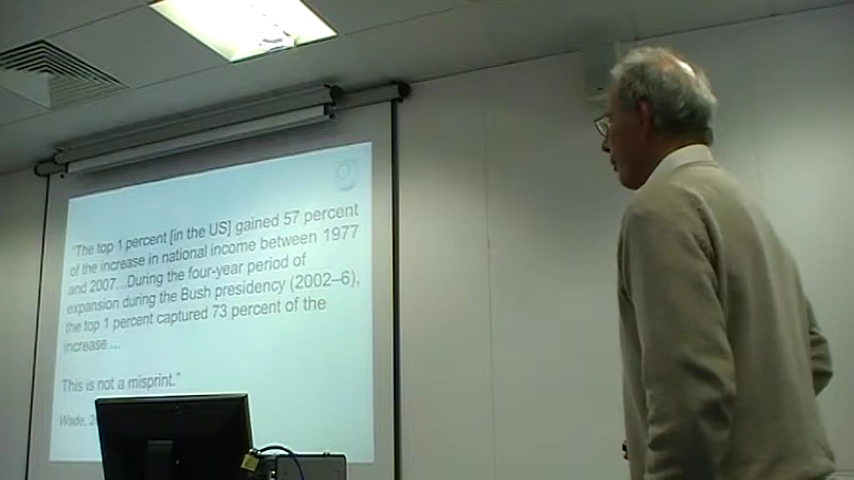 “The top 1 percent [in the US] gained 57 percent
of the increase in national income between 1977
and 2007…During the four-year period of
expansion during the Bush presidency (2002–6),
the top 1 percent captured 73 percent of the
increase …
This is not a misprint.”
Wade, 2